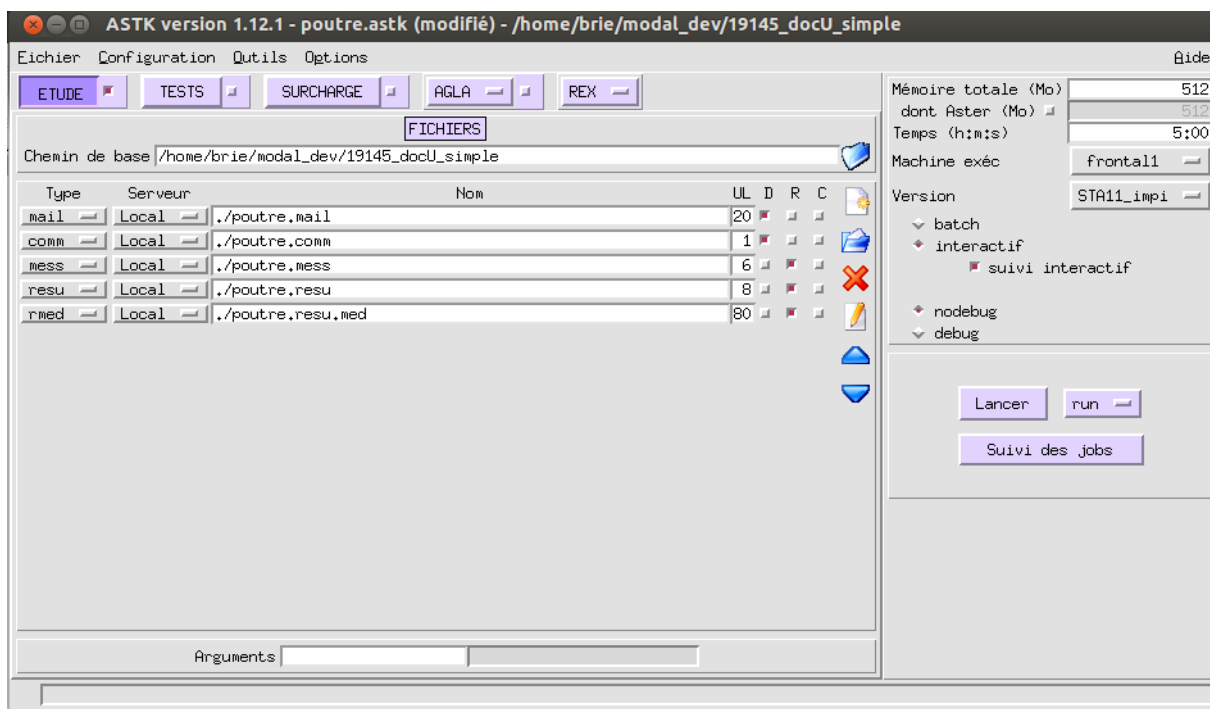 ASTK version 1.12.1 - poutre.astk (modifié) - /home/brie/modal_dev/19145_docU_simple
Fichier Configuration Outils Options Aide
ETUDE TESTS SURCHARGE AGLA REX
FICHIERS
Chemin de base /home/brie/modal_dev/19145_docU_simple
Type Serveur Nom UL D R C
mail Local ./poutre.mail 20
comm Local ./poutre.comm 1
mess Local ./poutre.mess 6
resu Local ./poutre.resu 8
rmed Local ./poutre.resu.med 80
Arguments
Mémoire totale (Mo) 512
dont Aster (Mo) 512
Temps (h:m:s) 5:00
Machine exéc frontal1
Version STA11_impi
batch
interactif
suivi interactif
nodebug
debug
Lancer run
Suivi des jobs